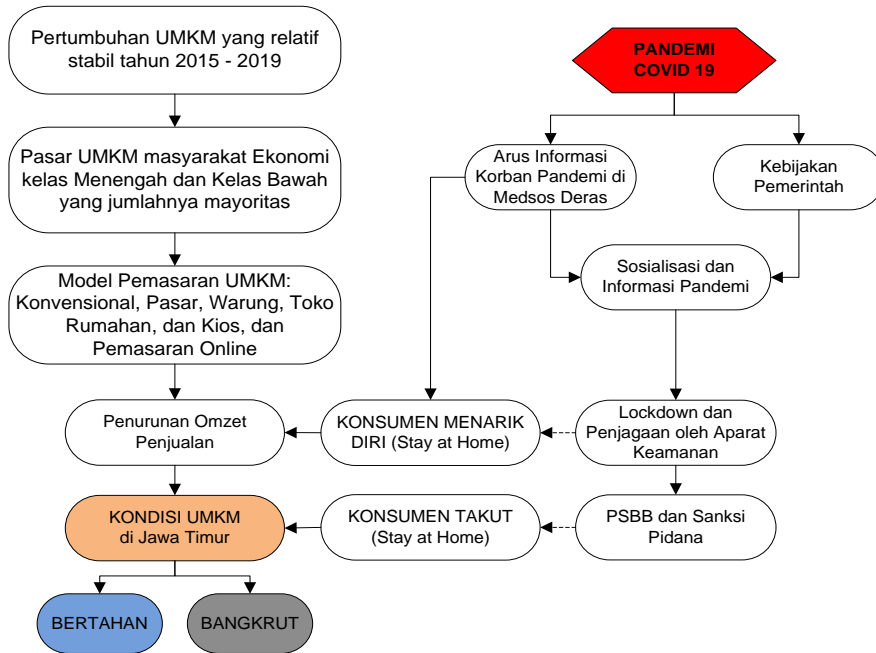 Pertumbuhan UMKM yang relatif
stabil tahun 2015 - 2019
PANDEMI
COVID 19
Pasar UMKM masyarakat Ekonomi
kelas Menengah dan Kelas Bawah
yang jumlahnya mayoritas
Arus Informasi
Korban Pandemi di
Medsos Deras
Kebijakan
Pemerintah
Model Pemasaran UMKM:
Konvensional, Pasar, Warung, Toko
Rumahan, dan Kios, dan
Pemasaran Online
Sosialisasi dan
Informasi Pandemi
Penurunan Omzet
Penjualan
KONSUMEN MENARIK
DIRI (Stay at Home)
Lockdown dan
Penjagaan oleh Aparat
Keamanan
KONDISI UMKM
di Jawa Timur
KONSUMEN TAKUT
(Stay at Home)
PSBB dan Sanksi
Pidana
BERTAHAN
BANGKRUT